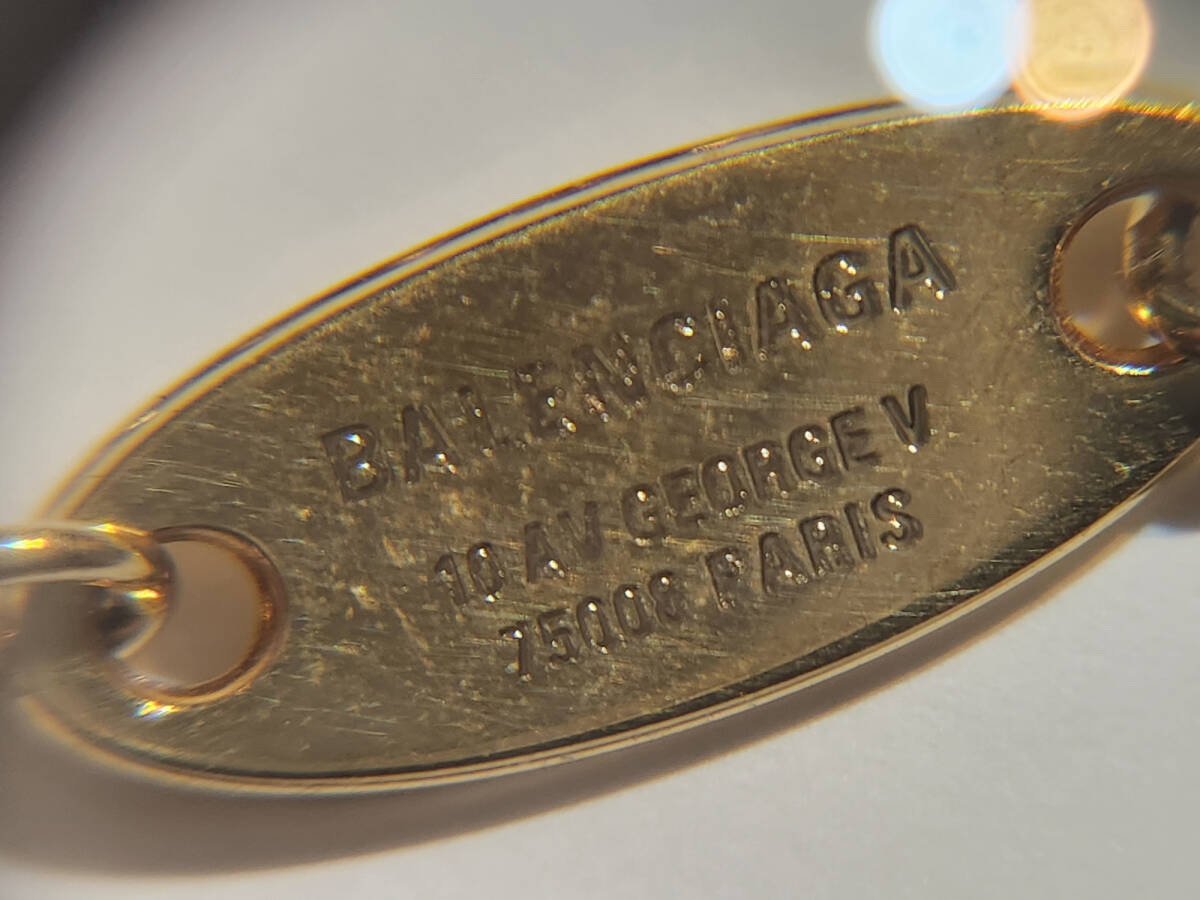 BALENCIAGA
10 AV GEORGE V
75008 PARIS